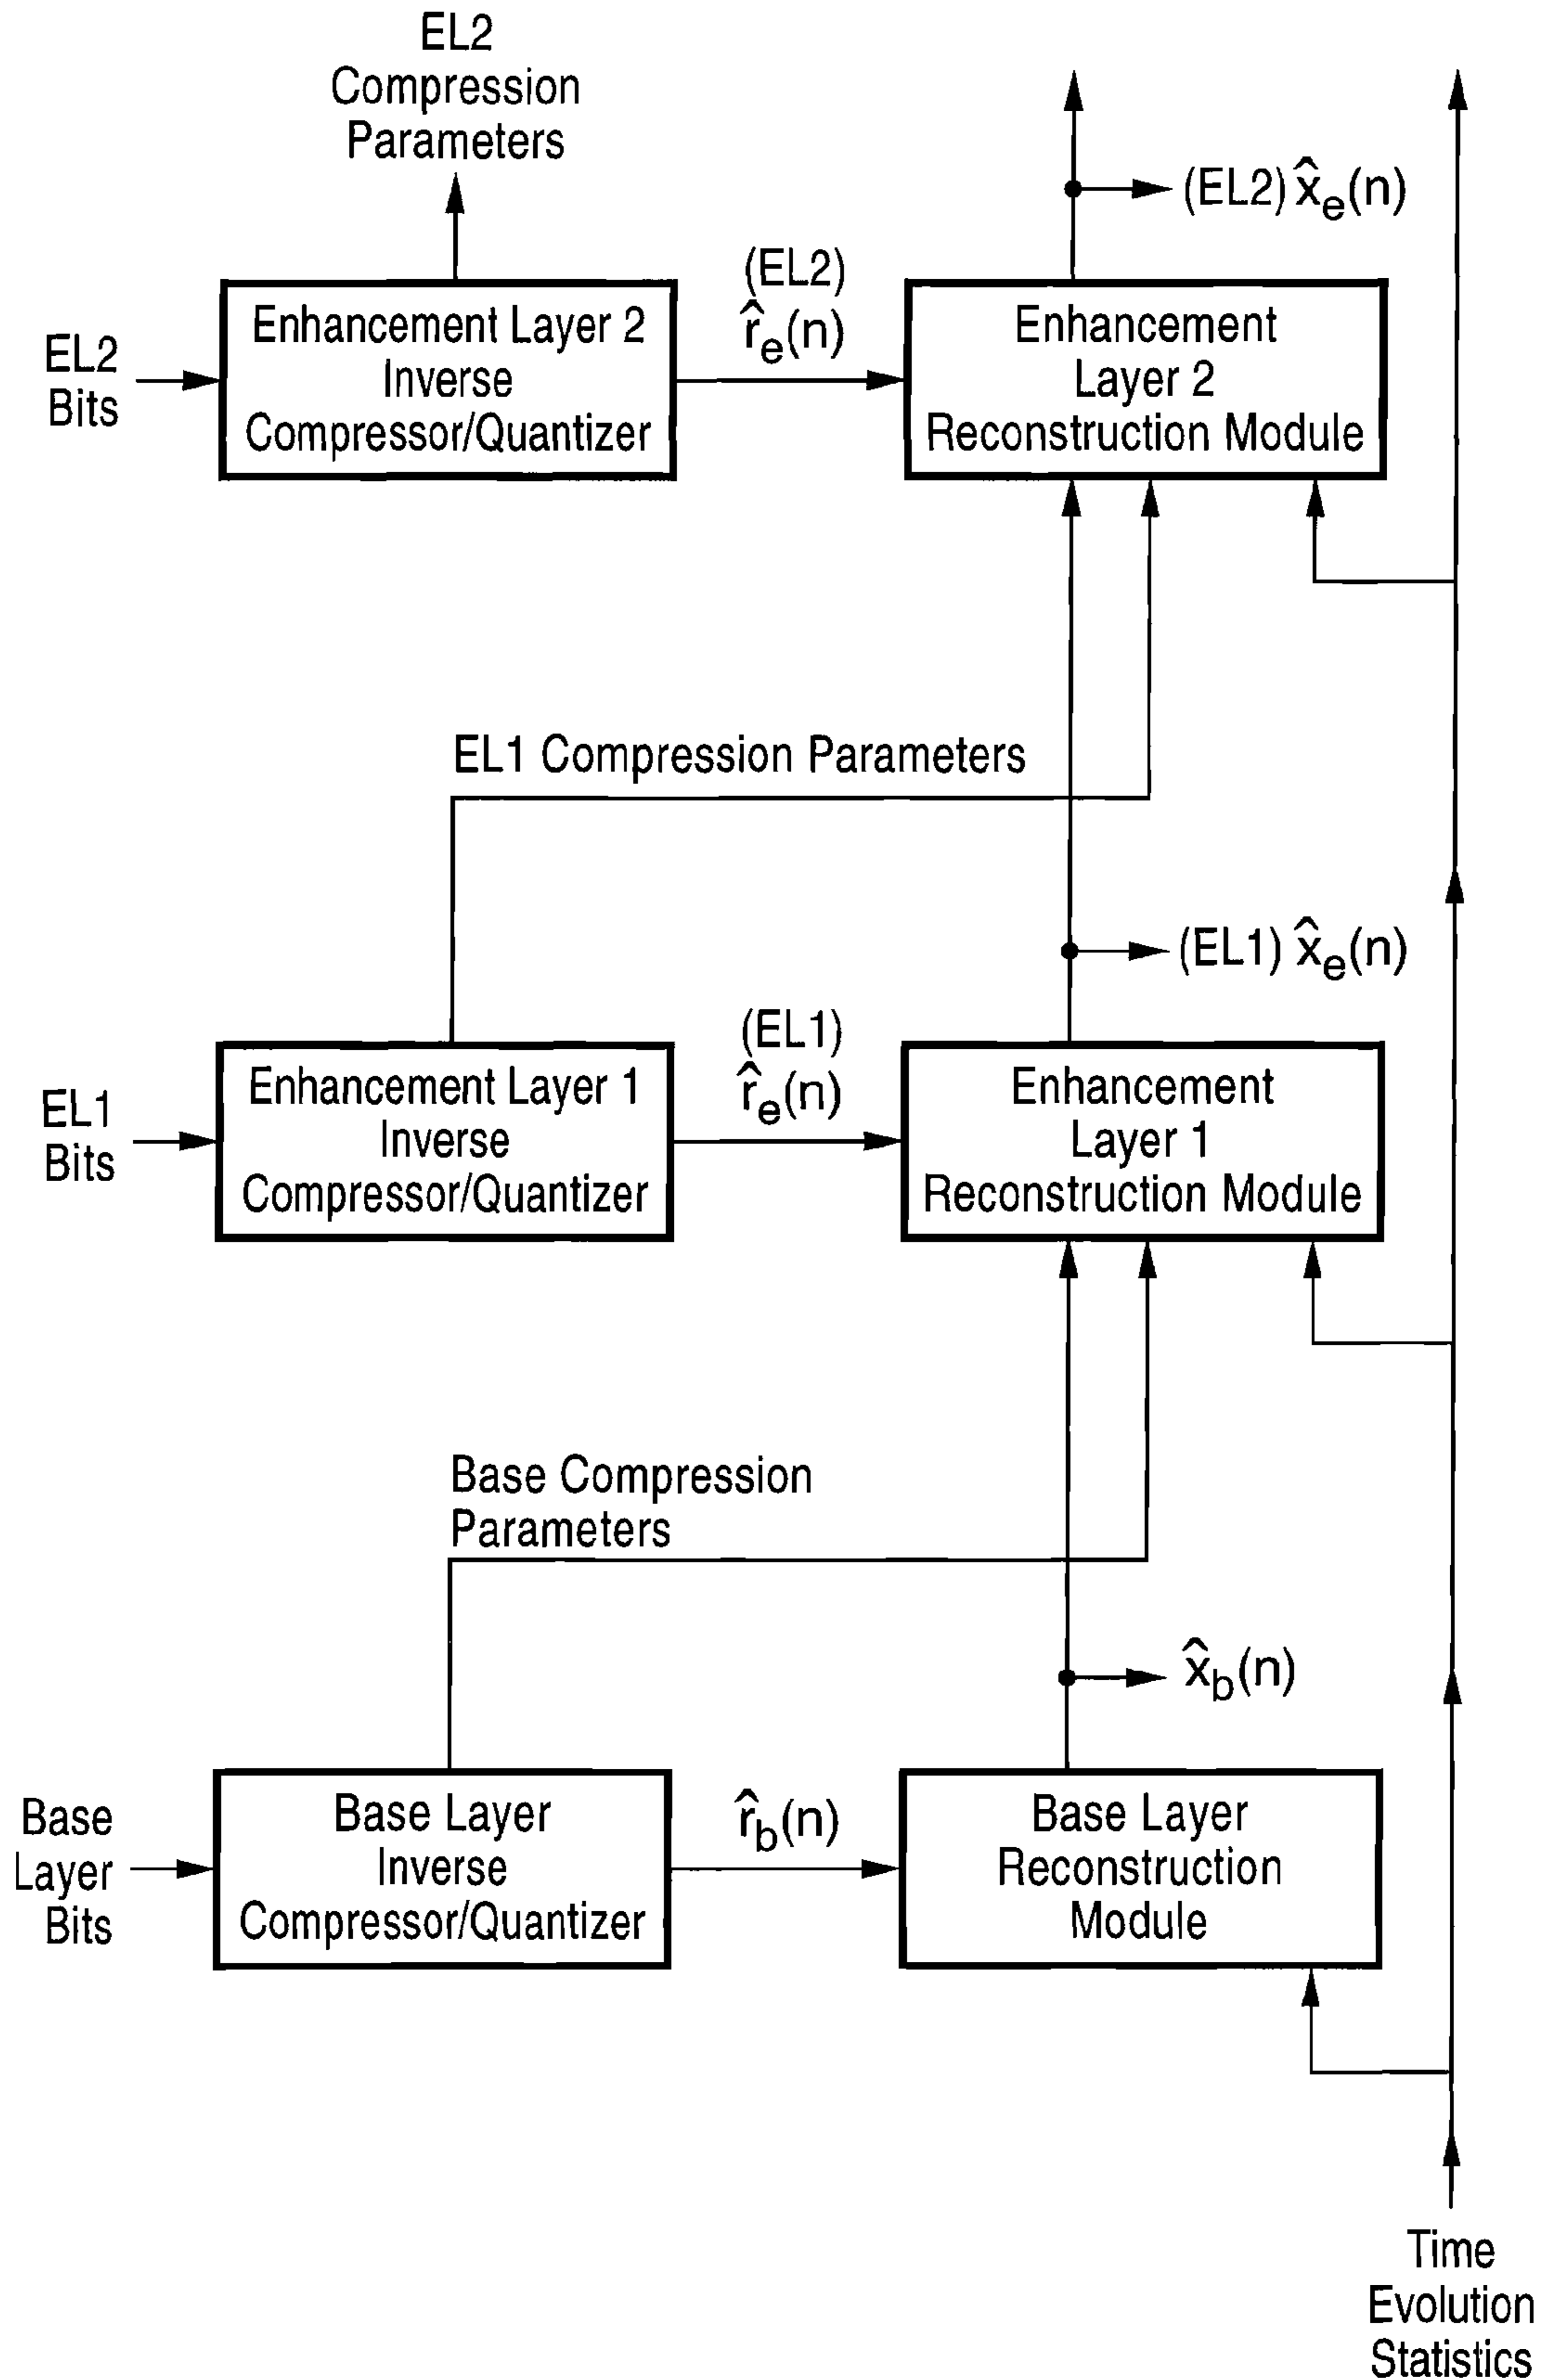 EL2
Compression
Parameters
(EL2) x̂e(n)
(EL2)
r̂e(n)
EL2
Bits
Enhancement Layer 2
Inverse
Compressor/Quantizer
Enhancement
Layer 2
Reconstruction Module
EL1 Compression Parameters
(EL1) x̂e(n)
(EL1)
r̂e(n)
EL1
Bits
Enhancement Layer 1
Inverse
Compressor/Quantizer
Enhancement
Layer 1
Reconstruction Module
Base Compression
Parameters
x̂b(n)
Base
Layer
Bits
Base Layer
Inverse
Compressor/Quantizer
r̂b(n)
Base Layer
Reconstruction
Module
Time
Evolution
Statistics